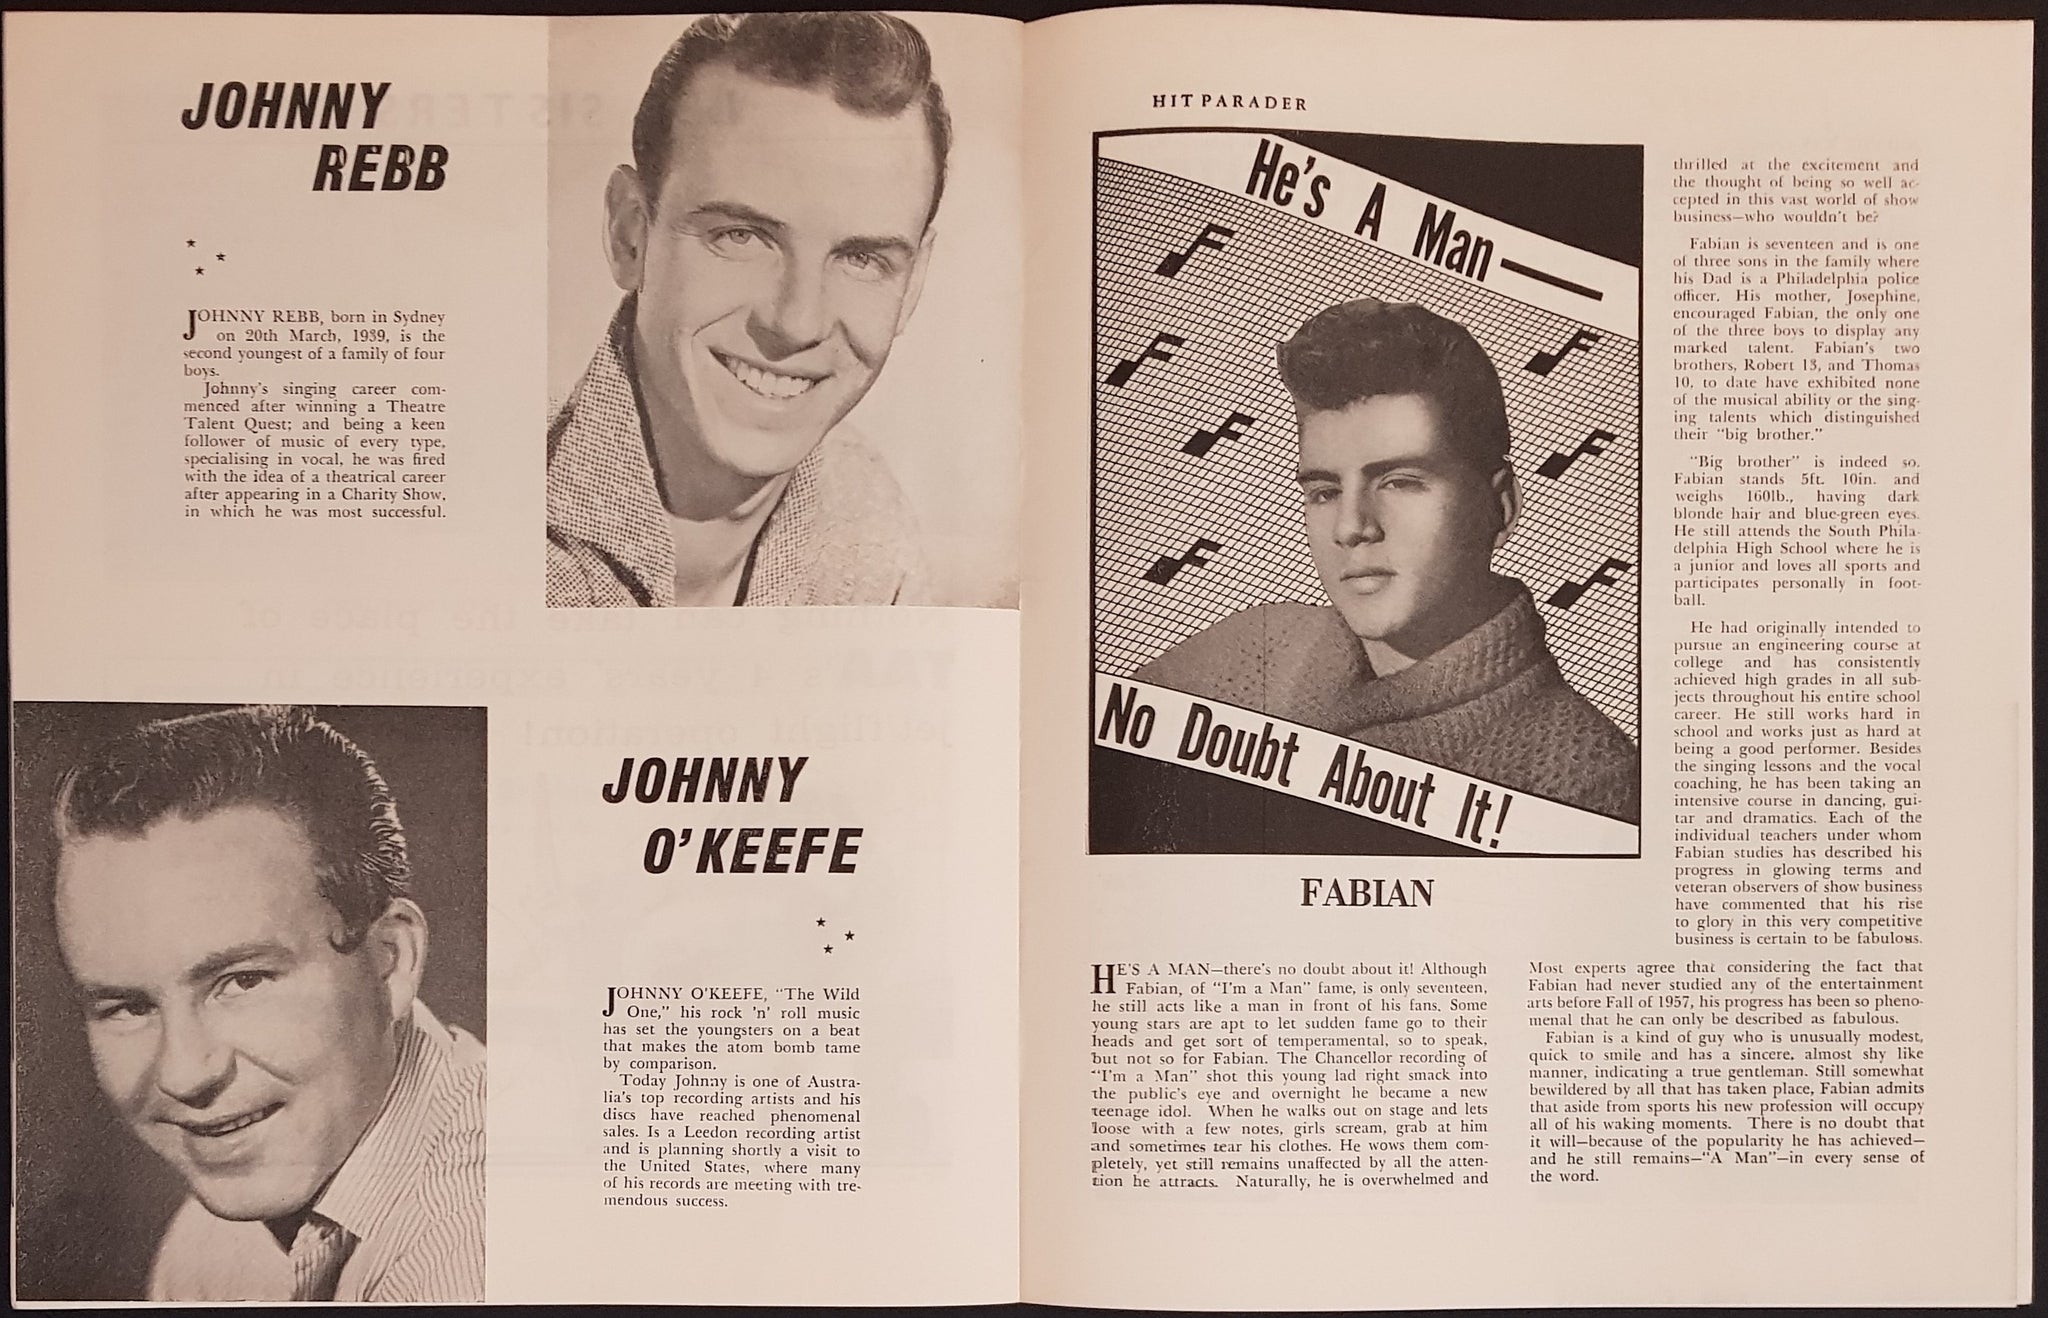 JOHNNY
REBB
JOHNNY REBB, born in Sydney
on 20th March, 1939, is the
second youngest of a family of four
boys.
Johnny's singing career com-
menced after winning a Theatre
Talent Quest; and being a keen
follower of music of every type,
specialising in vocal, he was fired
with the idea of a theatrical career
after appearing in a Charity Show,
in which he was most successful.
JOHNNY
O'KEEFE
JOHNNY O'KEEFE, "The Wild
One," his rock 'n' roll music
has set the youngsters on a beat
that makes the atom bomb tame
by comparison.
Today Johnny is one of Austra-
lia's top recording artists and his
discs have reached phenomenal
sales. Is a Leedon recording artist
and is planning shortly a visit to
the United States, where many
of his records are meeting with tre-
mendous success.
HIT PARADER
He's A Man—
No Doubt About It!
FABIAN
HE'S A MAN—there's no doubt about it! Although
Fabian, of "I'm a Man" fame, is only seventeen,
he still acts like a man in front of his fans. Some
young stars are apt to let sudden fame go to their
heads and get sort of temperamental, so to speak,
but not so for Fabian. The Chancellor recording of
"I'm a Man" shot this young lad right smack into
the public's eye and overnight he became a new
teenage idol. When he walks out on stage and lets
loose with a few notes, girls scream, grab at him
and sometimes tear his clothes. He wows them com-
pletely, yet still remains unaffected by all the atten-
tion he attracts. Naturally, he is overwhelmed and
thrilled at the excitement and
the thought of being so well ac-
cepted in this vast world of show
business—who wouldn't be?
Fabian is seventeen and is one
of three sons in the family where
his Dad is a Philadelphia police
officer. His mother, Josephine,
encouraged Fabian, the only one
of the three boys to display any
marked talent. Fabian's two
brothers, Robert 13, and Thomas
10, to date have exhibited none
of the musical ability or the sing-
ing talents which distinguished
their "big brother."
"Big brother" is indeed so.
Fabian stands 5ft. 10in. and
weighs 160lb., having dark
blonde hair and blue-green eyes.
He still attends the South Phila-
delphia High School where he is
a junior and loves all sports and
participates personally in foot-
ball.
He had originally intended to
pursue an engineering course at
college and has consistently
achieved high grades in all sub-
jects throughout his entire school
career. He still works hard in
school and works just as hard at
being a good performer. Besides
the singing lessons and the vocal
coaching, he has been taking an
intensive course in dancing, gui-
tar and dramatics. Each of the
individual teachers under whom
Fabian studies has described his
progress in glowing terms and
veteran observers of show business
have commented that his rise
to glory in this very competitive
business is certain to be fabulous.
Most experts agree that considering the fact that
Fabian had never studied any of the entertainment
arts before Fall of 1957, his progress has been so pheno-
menal that he can only be described as fabulous.
Fabian is a kind of guy who is unusually modest,
quick to smile and has a sincere, almost shy like
manner, indicating a true gentleman. Still somewhat
bewildered by all that has taken place, Fabian admits
that aside from sports his new profession will occupy
all of his waking moments. There is no doubt that
it will—because of the popularity he has achieved—
and he still remains—"A Man"—in every sense of
the word.